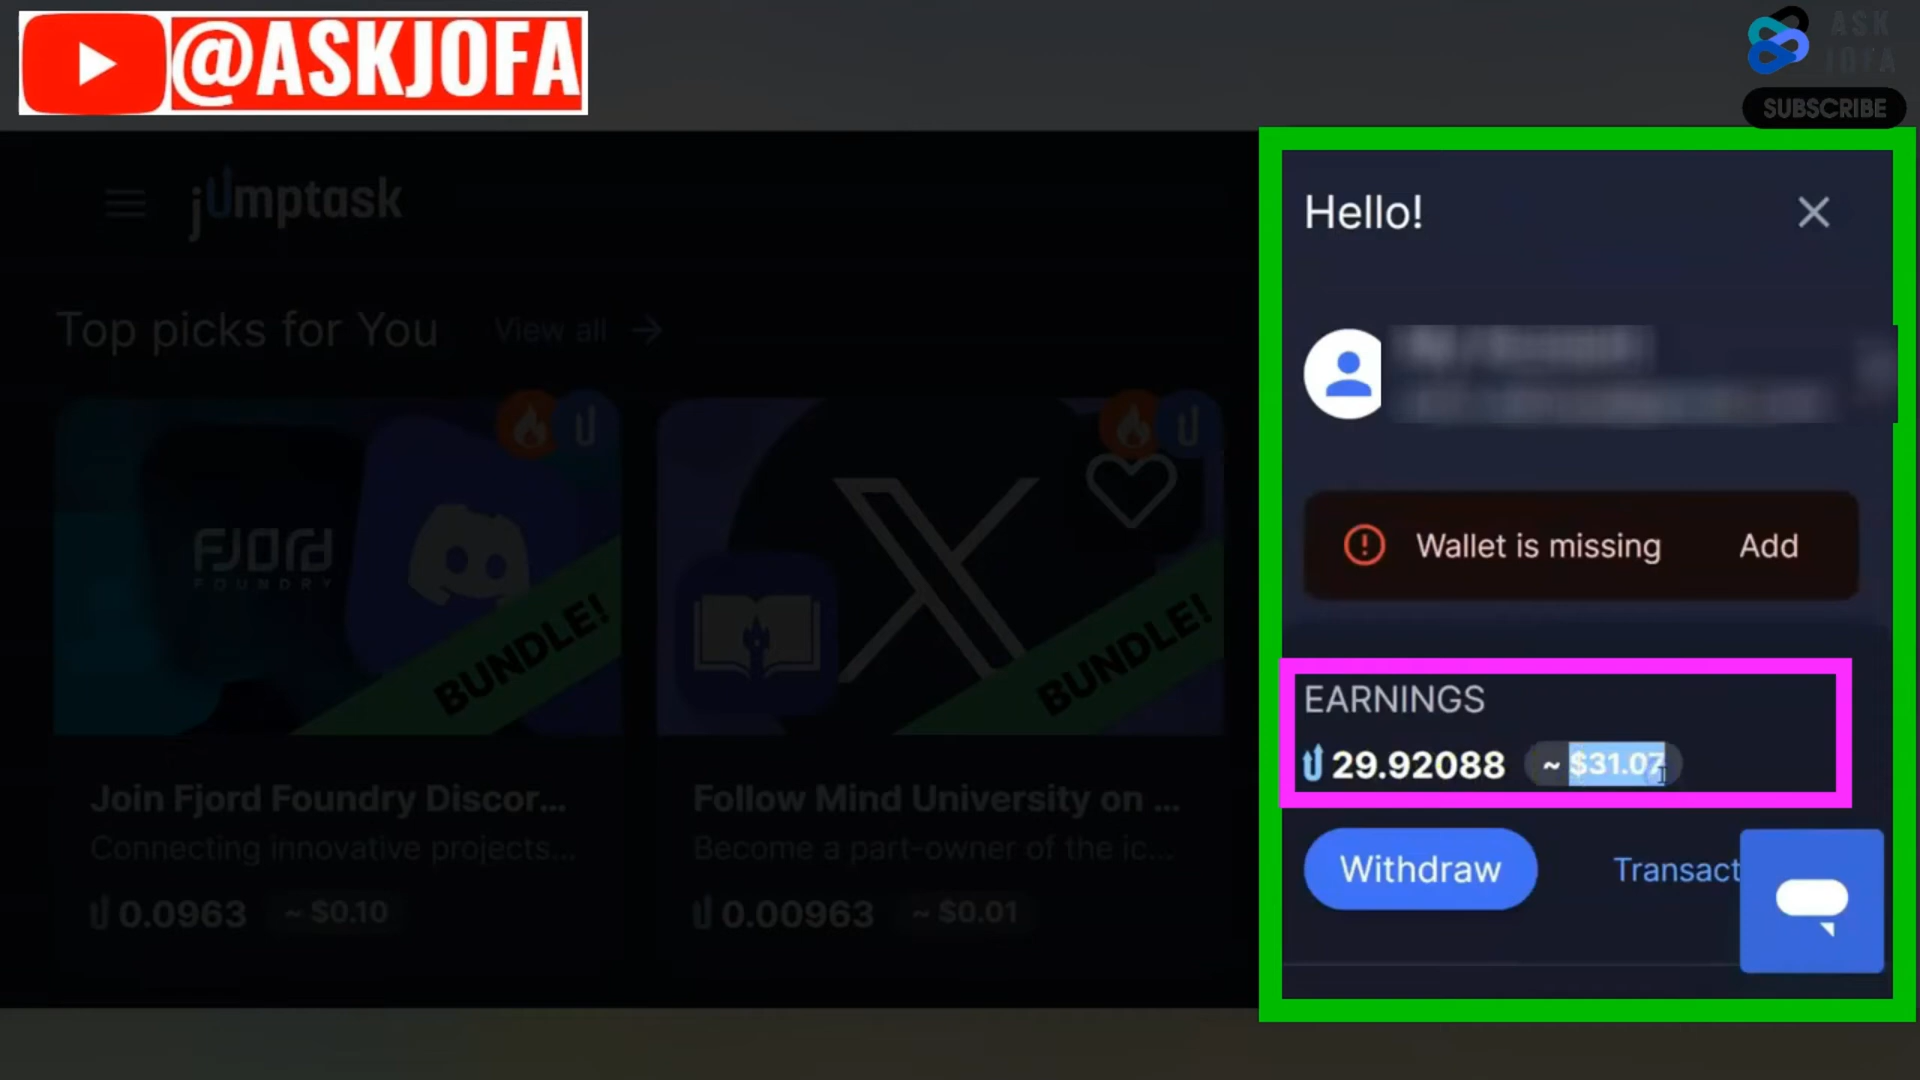 @ASKJOFA
ASK
JOFA
SUBSCRIBE
jumptask
Hello!
Top picks for You
View all
FJORD
FOUNDRY
BUNDLE!
BUNDLE!
Wallet is missing
Add
EARNINGS
29.92088
~ $31.07
Join Fjord Foundry Discor...
Connecting innovative projects...
0.0963
~ $0.10
Follow Mind University on ...
Become a part-owner of the ic...
0.00963
~ $0.01
Withdraw
Transact